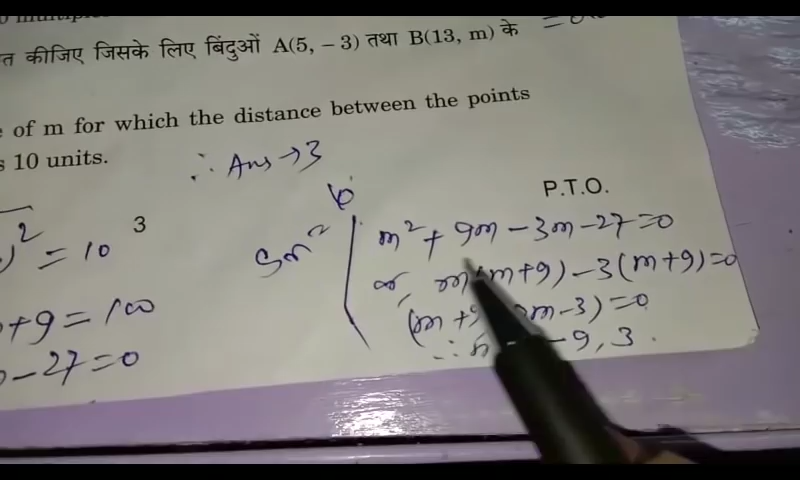 त कीजिए जिसके लिए बिंदुओं A(5, – 3) तथा B(13, m) के
e of m for which the distance between the points
s 10 units.
∴ Ans → 3
P.T.O.
3
)² = 10
+9 = 100
– 27 = 0
m² + 9m – 3m – 27 = 0
or, m(m+9) – 3(m+9) = 0
(m+9 m – 3) = 0
∴ – 9, 3.